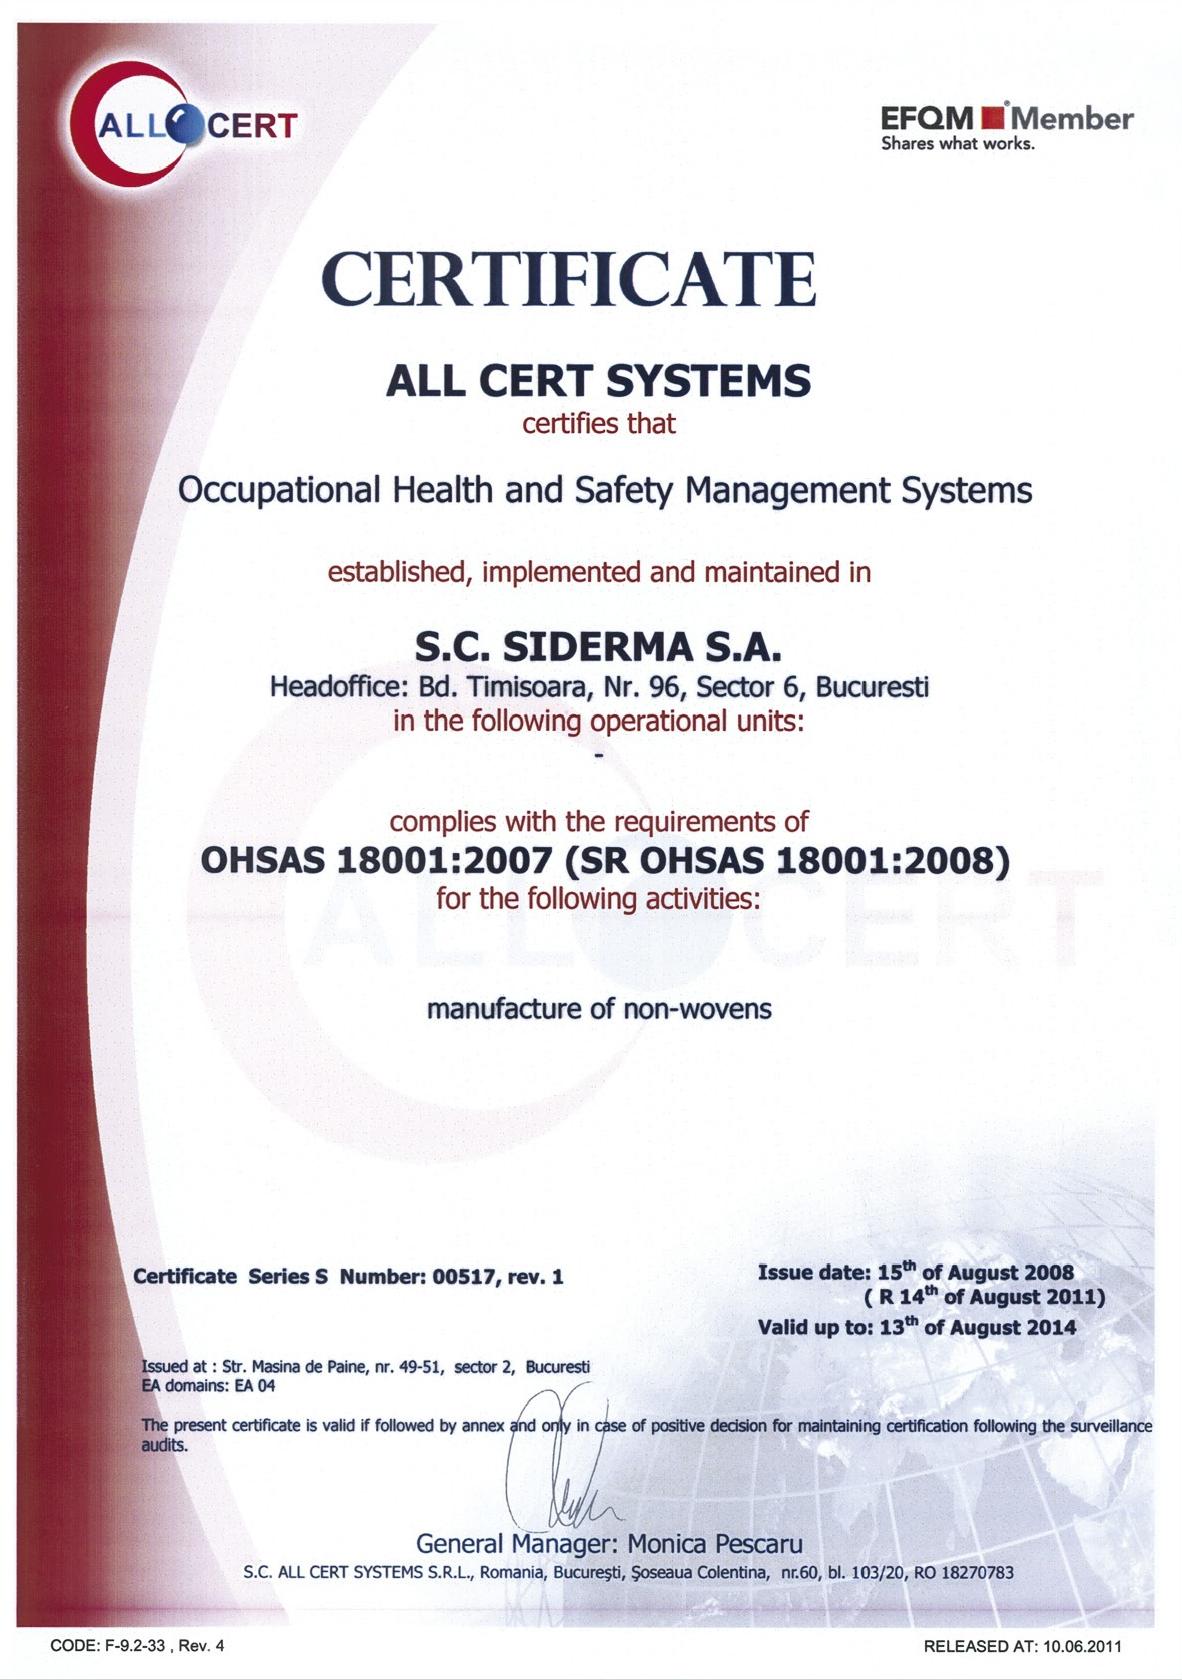 ALL CERT
EFQM Member
Shares what works.
CERTIFICATE
ALL CERT SYSTEMS
certifies that
Occupational Health and Safety Management Systems
established, implemented and maintained in
S.C. SIDERMA S.A.
Headoffice: Bd. Timisoara, Nr. 96, Sector 6, Bucuresti
in the following operational units:
-
complies with the requirements of
OHSAS 18001:2007 (SR OHSAS 18001:2008)
for the following activities:
ALL CERT
manufacture of non-wovens
Certificate Series S Number: 00517, rev. 1
Issue date: 15th of August 2008
( R 14th of August 2011)
Valid up to: 13th of August 2014
Issued at : Str. Masina de Paine, nr. 49-51, sector 2, Bucuresti
EA domains: EA 04
The present certificate is valid if followed by annex and only in case of positive decision for maintaining certification following the surveillance
audits.
General Manager: Monica Pescaru
S.C. ALL CERT SYSTEMS S.R.L., Romania, Bucureşti, Şoseaua Colentina, nr.60, bl. 103/20, RO 18270783
CODE: F-9.2-33 , Rev. 4
RELEASED AT: 10.06.2011